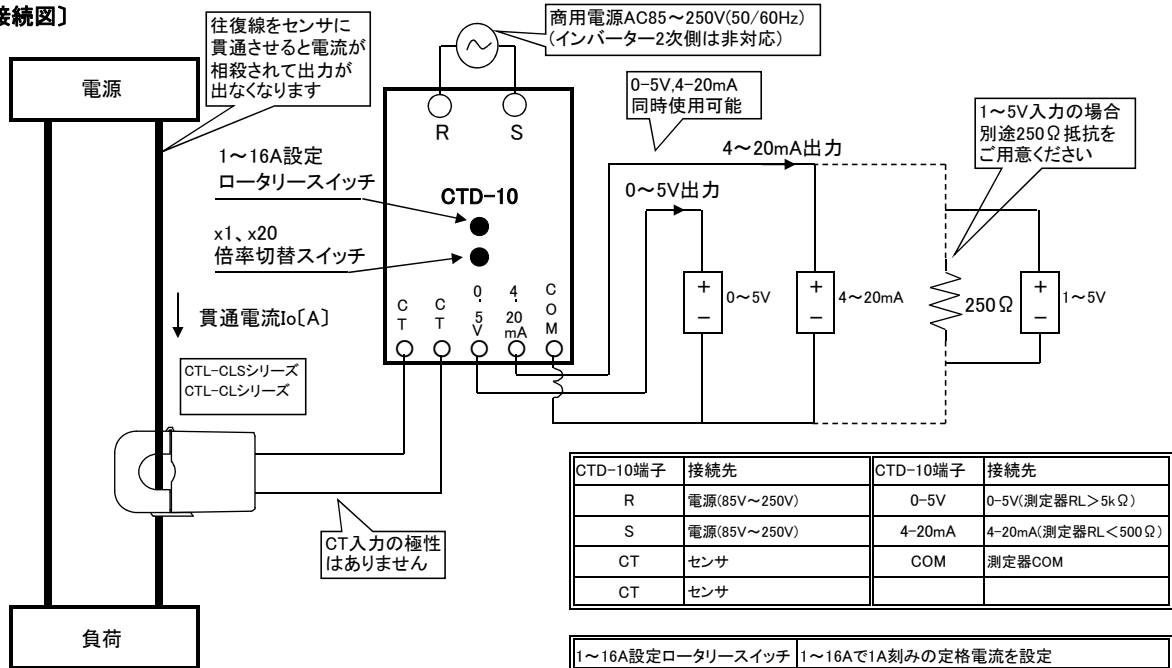 接続図〕
往復線をセンサに
貫通させると電流が
相殺されて出力が
出なくなります
商用電源AC85～250V(50/60Hz)
(インバーター2次側は非対応)
電源
R
S
0-5V,4-20mA
同時使用可能
1～5V入力の場合
別途250Ω抵抗を
ご用意ください
1～16A設定
ロータリースイッチ
CTD-10
4～20mA出力
0～5V出力
x1、x20
倍率切替スイッチ
CT
CT
0-5V
4-20mA
COM
+
−
0～5V
+
−
4～20mA
250Ω
+
−
1～5V
貫通電流Io〔A〕
CTL-CLSシリーズ
CTL-CLシリーズ
CT入力の極性
はありません
負荷
CTD-10端子 接続先 CTD-10端子 接続先
R 電源(85V～250V) 0-5V 0-5V(測定器RL＞5kΩ)
S 電源(85V～250V) 4-20mA 4-20mA(測定器RL＜500Ω)
CT センサ COM 測定器COM
CT センサ
1～16A設定ロータリースイッチ 1～16Aで1A刻みの定格電流を設定